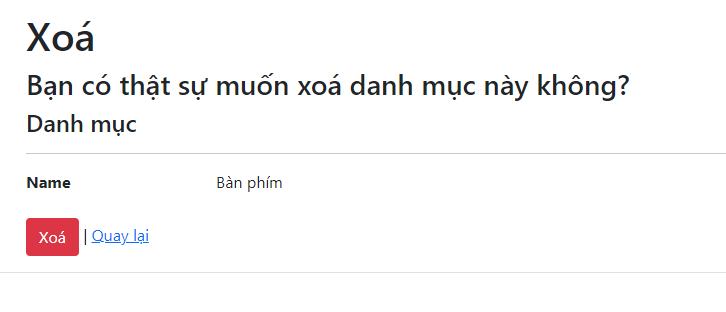 Xoá
Bạn có thật sự muốn xoá danh mục này không?
Danh mục
Name Bàn phím
Xoá | Quay lại